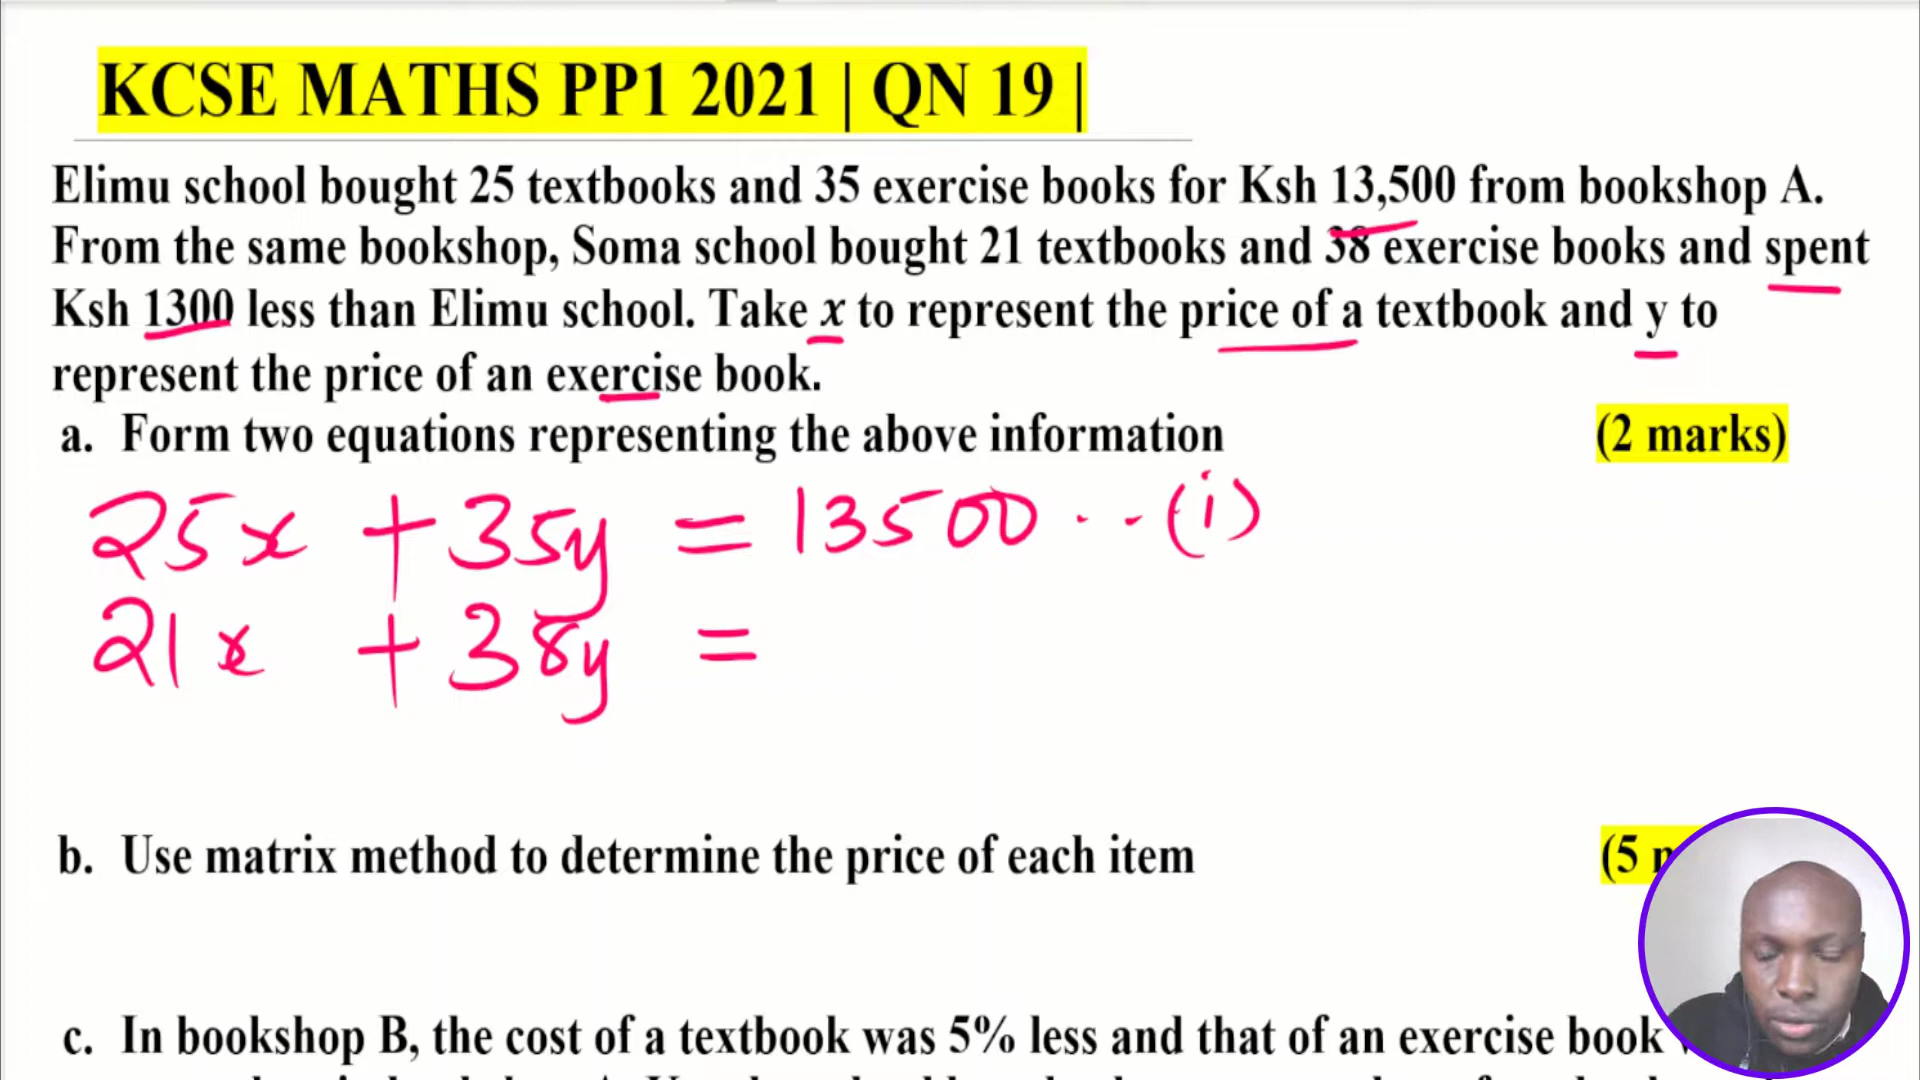 KCSE MATHS PP1 2021 | QN 19 |
Elimu school bought 25 textbooks and 35 exercise books for Ksh 13,500 from bookshop A.
From the same bookshop, Soma school bought 21 textbooks and 38 exercise books and spent
Ksh 1300 less than Elimu school. Take x to represent the price of a textbook and y to
represent the price of an exercise book.
a. Form two equations representing the above information (2 marks)
25x + 35y = 13500 ... (i)
21x + 38y =
b. Use matrix method to determine the price of each item (5
c. In bookshop B, the cost of a textbook was 5% less and that of an exercise book